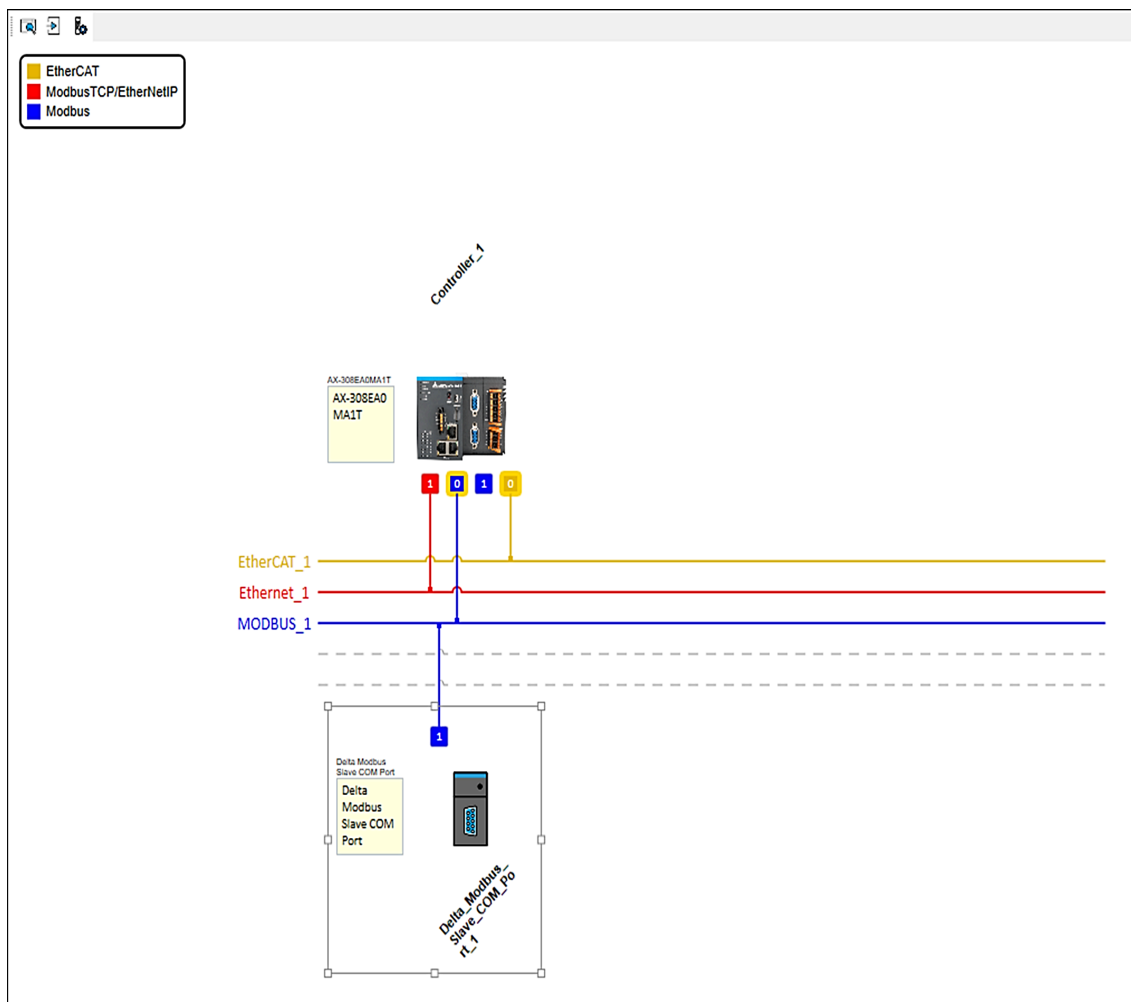 EtherCAT
ModbusTCP/EtherNetIP
Modbus
Controller_1
AX-308EA0MA1T
AX-308EA0
MA1T
1
0
1
0
EtherCAT_1
Ethernet_1
MODBUS_1
1
Delta Modbus
Slave COM Port
Delta
Modbus
Slave COM
Port
Delta_Modbus_
Slave_COM_Po
rt_1